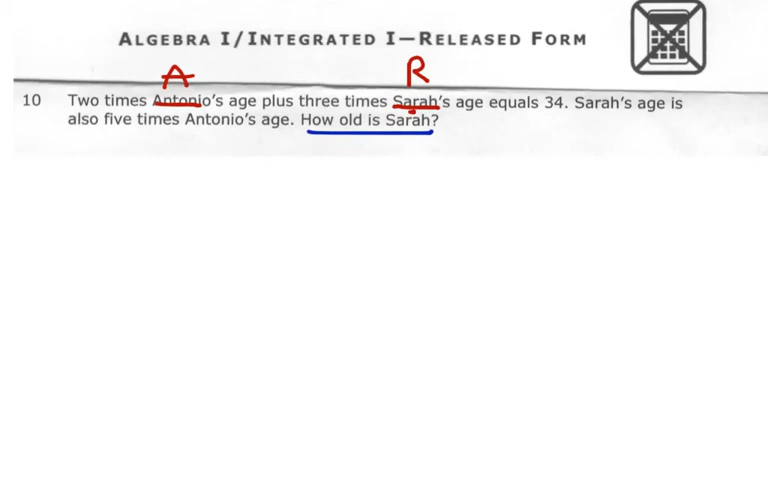 ALGEBRA I/INTEGRATED I—RELEASED FORM
A R
10 Two times Antonio's age plus three times Sarah's age equals 34. Sarah's age is
also five times Antonio's age. How old is Sarah?